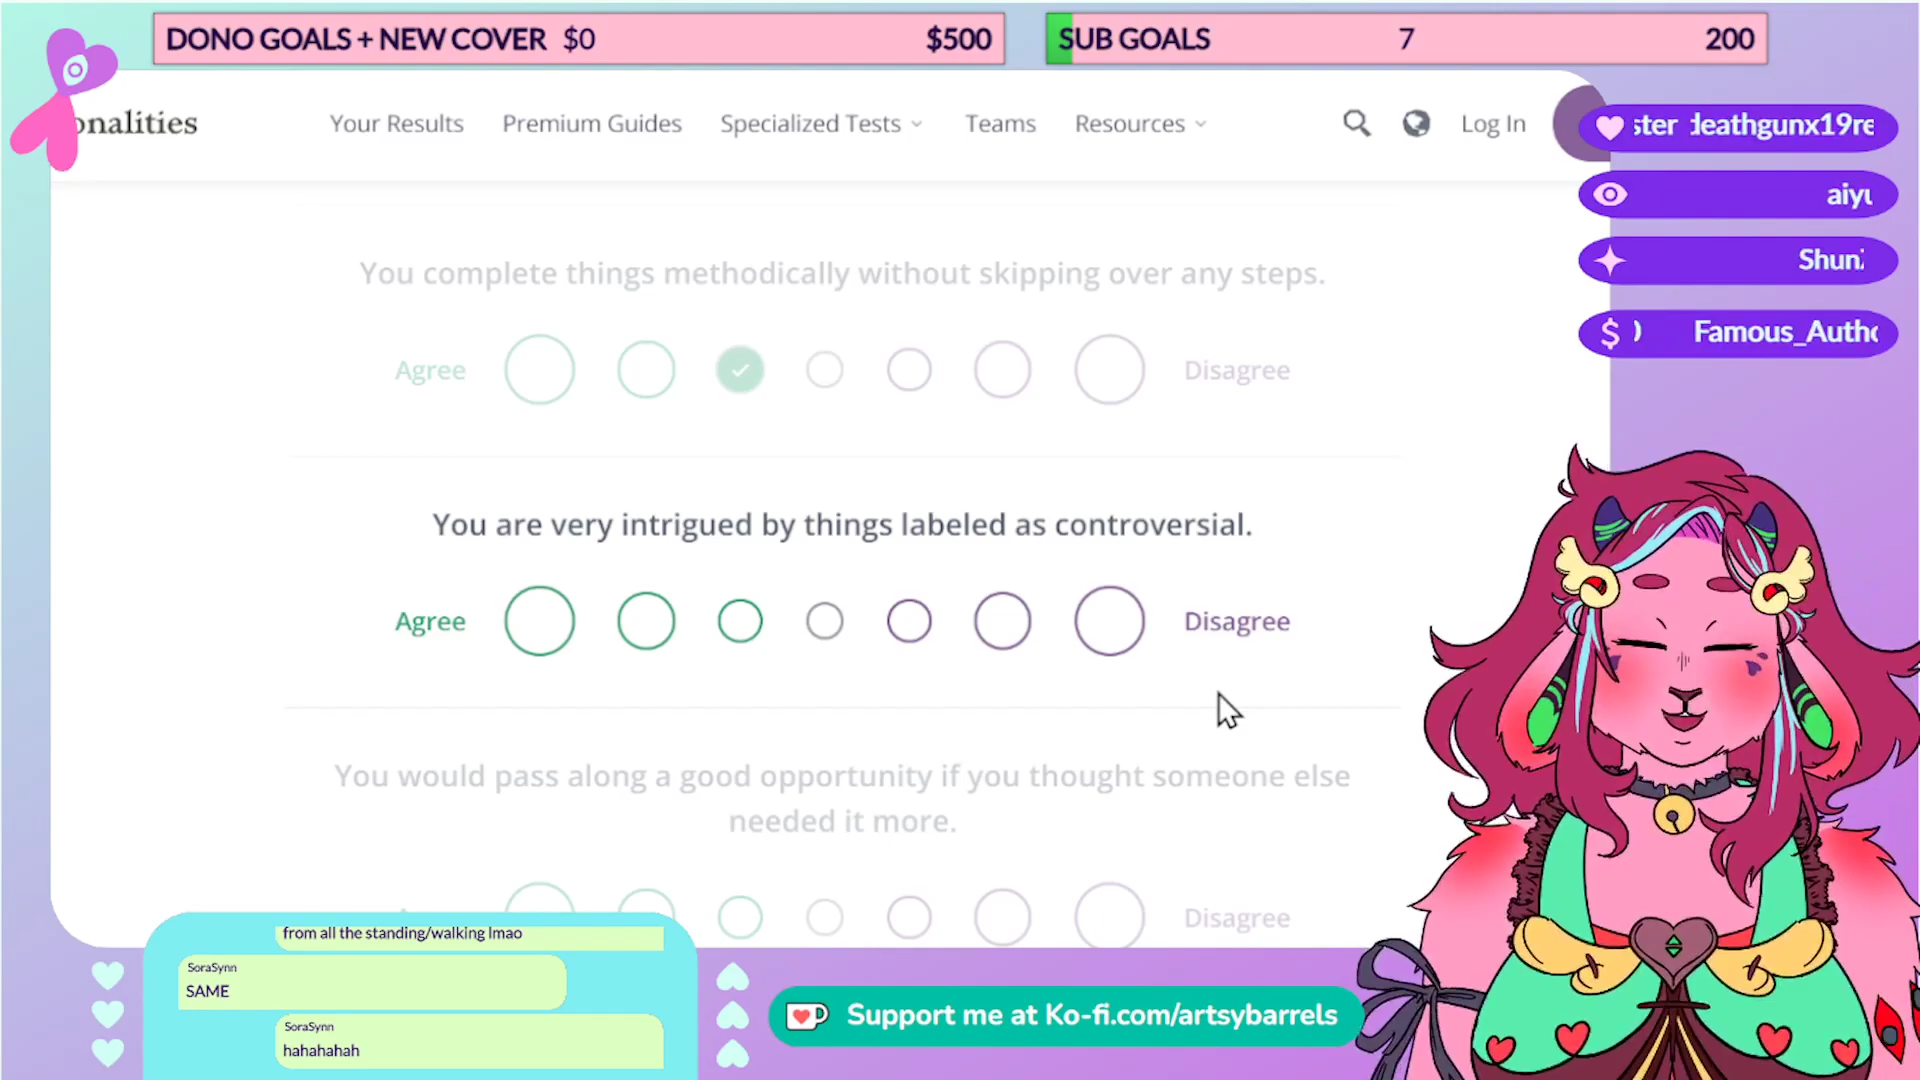 DONO GOALS + NEW COVER $0 $500
SUB GOALS 7 200
onalities
Your Results
Premium Guides
Specialized Tests
Teams
Resources
Log In
ster deathgunx19re
aiyu
Shun
Famous_Autho
You complete things methodically without skipping over any steps.
Agree
Disagree
You are very intrigued by things labeled as controversial.
Agree
Disagree
You would pass along a good opportunity if you thought someone else
needed it more.
Disagree
from all the standing/walking lmao
SoraSynn
SAME
SoraSynn
hahahahah
Support me at Ko-fi.com/artsybarrels